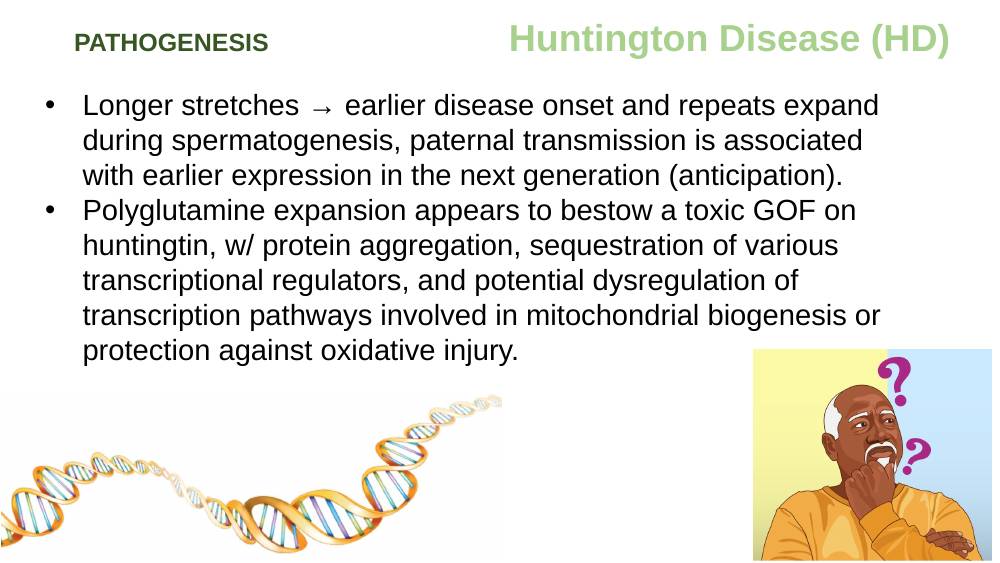 PATHOGENESIS
Huntington Disease (HD)
• Longer stretches → earlier disease onset and repeats expand
during spermatogenesis, paternal transmission is associated
with earlier expression in the next generation (anticipation).
• Polyglutamine expansion appears to bestow a toxic GOF on
huntingtin, w/ protein aggregation, sequestration of various
transcriptional regulators, and potential dysregulation of
transcription pathways involved in mitochondrial biogenesis or
protection against oxidative injury.
?
?